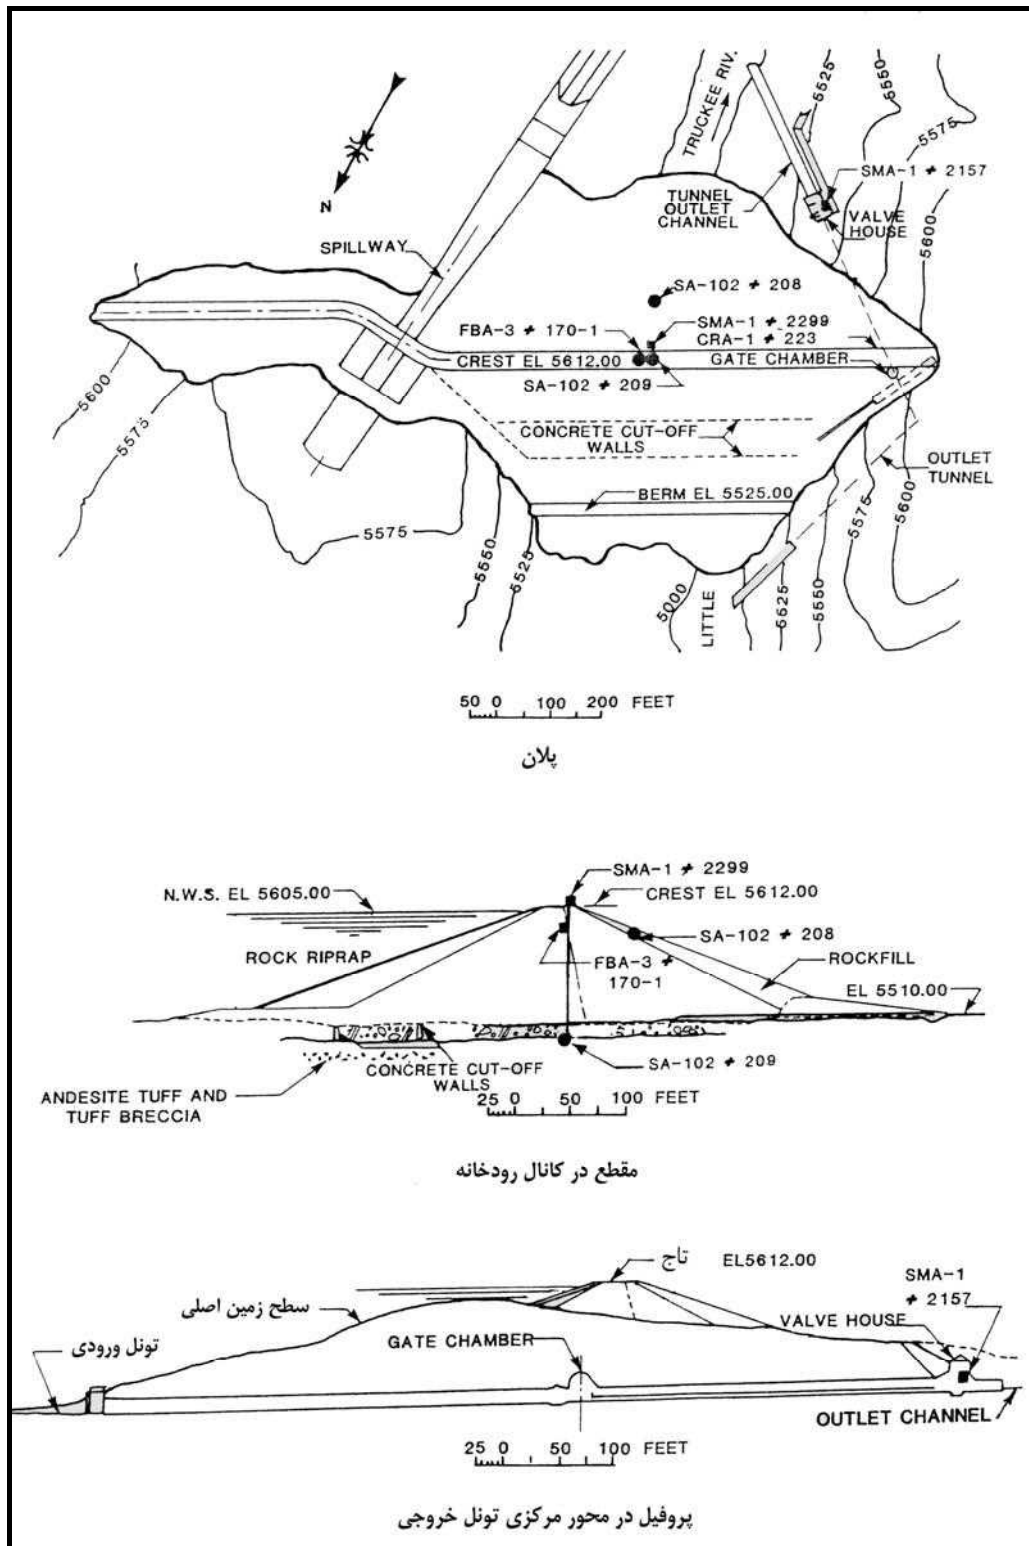 5525
5550
5575
TRUCKEE RIV.
SMA-1 ≠ 2157
TUNNEL
OUTLET
CHANNEL
VALVE
HOUSE
5600
N
SPILLWAY
SA-102 ≠ 208
FBA-3 ≠ 170-1
SMA-1 ≠ 2299
CRA-1 ≠ 223
CREST EL 5612.00
GATE CHAMBER
SA-102 ≠ 209
5600
5575
CONCRETE CUT-OFF
WALLS
OUTLET
TUNNEL
BERM EL 5525.00
5575
5550
5525
5000
LITTLE
5525
5550
5575
5600
50 0 100 200 FEET
پلان
SMA-1 ≠ 2299
N.W.S. EL 5605.00
CREST EL 5612.00
SA-102 ≠ 208
ROCK RIPRAP
FBA-3 ≠
170-1
ROCKFILL
EL 5510.00
CONCRETE CUT-OFF
WALLS
SA-102 ≠ 209
ANDESITE TUFF AND
TUFF BRECCIA
25 0 50 100 FEET
مقطع در کانال رودخانه
تاج EL5612.00
SMA-1
≠ 2157
سطح زمین اصلی
VALVE HOUSE
تونل ورودی
GATE CHAMBER
OUTLET CHANNEL
25 0 50 100 FEET
پروفیل در محور مرکزی تونل خروجی